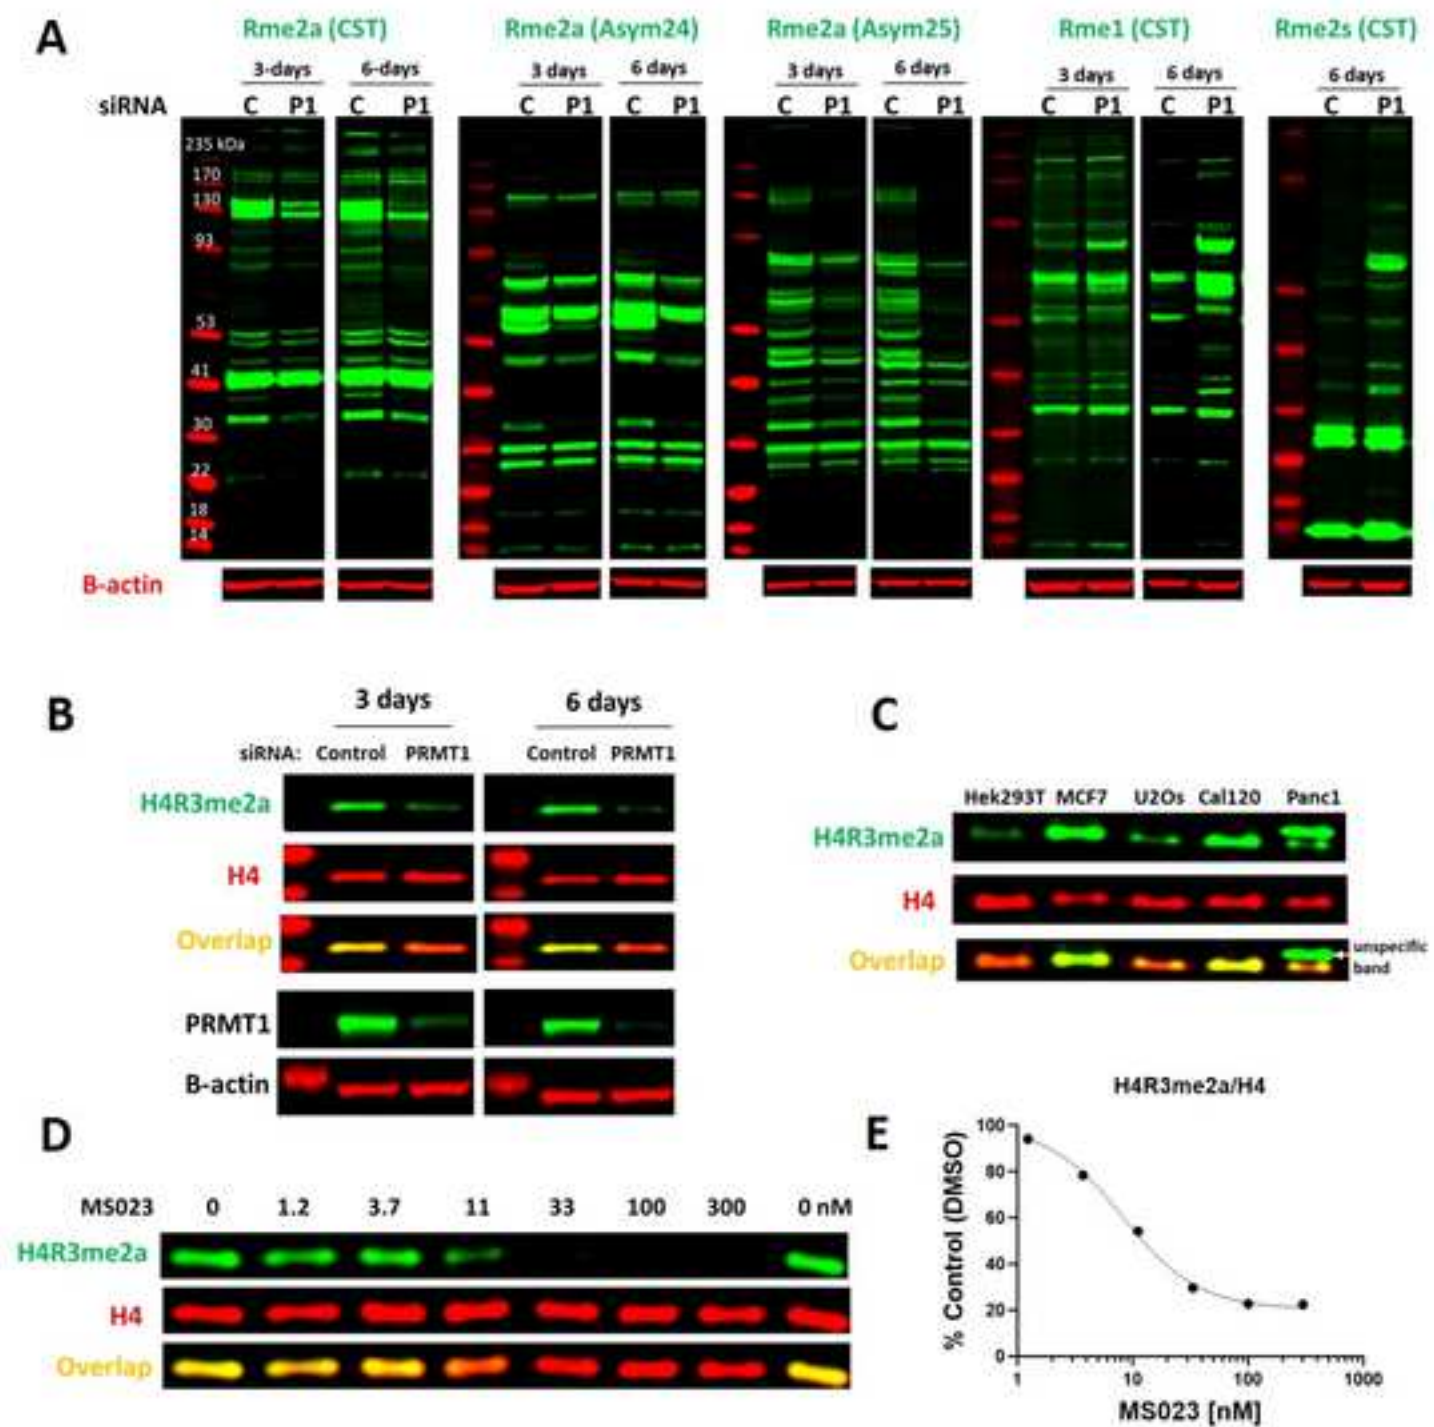 A
Rme2a (CST) Rme2a (Asym24) Rme2a (Asym25) Rme1 (CST) Rme2s (CST)
3-days 6-days 3 days 6 days 3 days 6 days 3 days 6 days 6 days
siRNA C P1 C P1 C P1 C P1 C P1 C P1 C P1 C P1 C P1
235 kDa
170
130
93
53
41
30
22
18
14
B-actin
B
3 days 6 days
siRNA: Control PRMT1 Control PRMT1
H4R3me2a
H4
Overlap
PRMT1
B-actin
C
Hek293T MCF7 U2Os Cal120 Panc1
H4R3me2a
H4
Overlap
unspecific
band
D
MS023 0 1.2 3.7 11 33 100 300 0 nM
H4R3me2a
H4
Overlap
E
H4R3me2a/H4
% Control (DMSO)
100
80
60
40
20
0
1 10 100 1000
MS023 [nM]